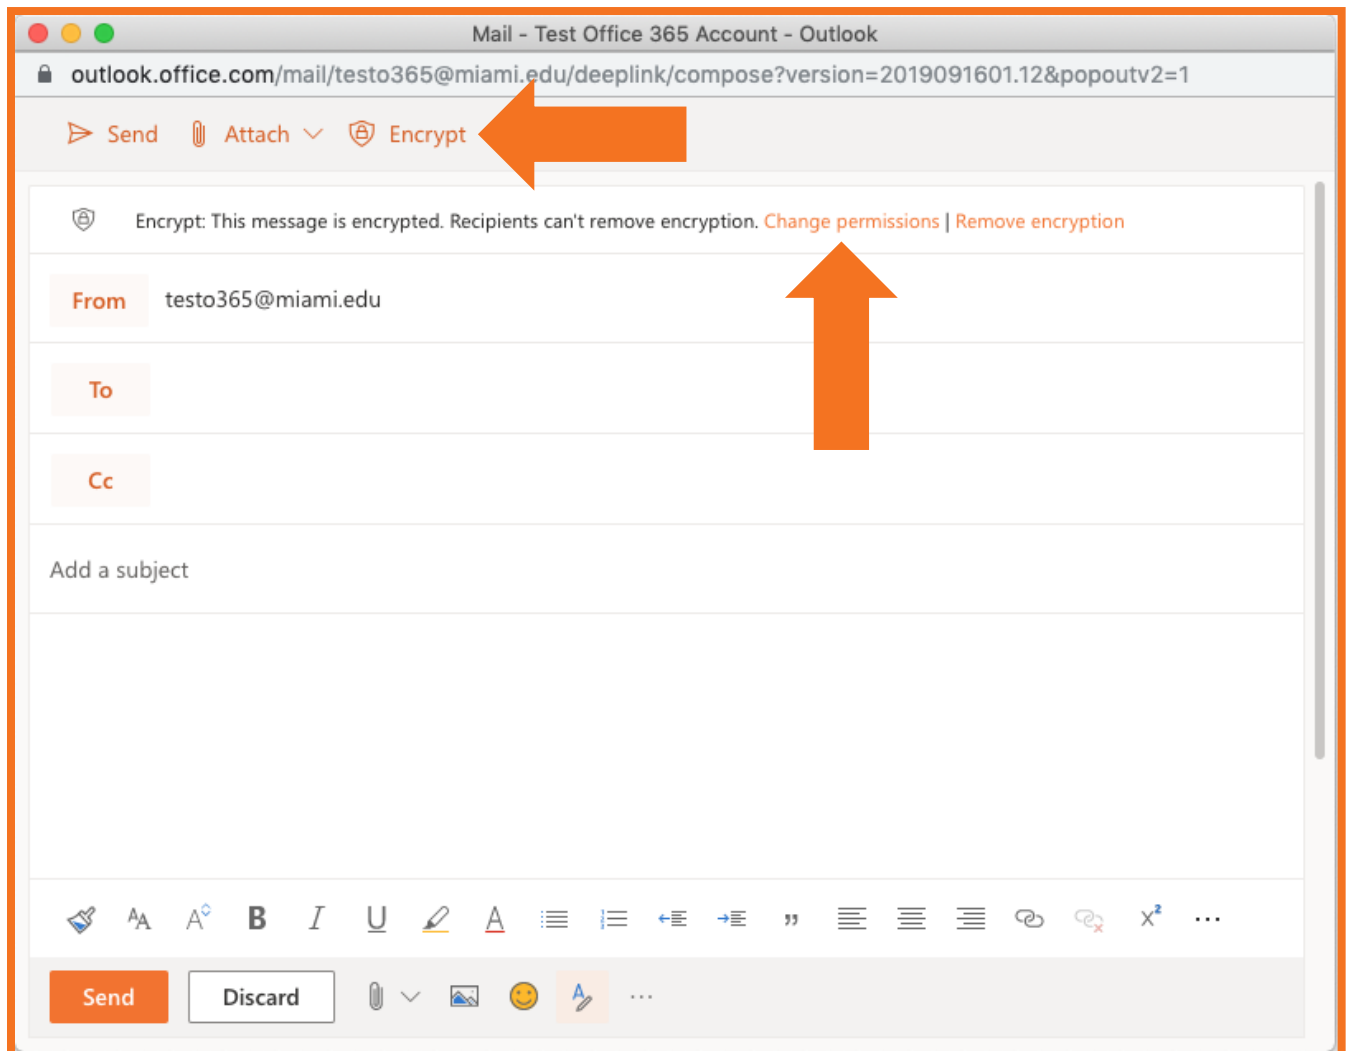 Mail - Test Office 365 Account - Outlook
outlook.office.com/mail/testo365@miami.edu/deeplink/compose?version=2019091601.12&popoutv2=1
Send Attach Encrypt
Encrypt: This message is encrypted. Recipients can't remove encryption. Change permissions | Remove encryption
From testo365@miami.edu
To
Cc
Add a subject
Send Discard